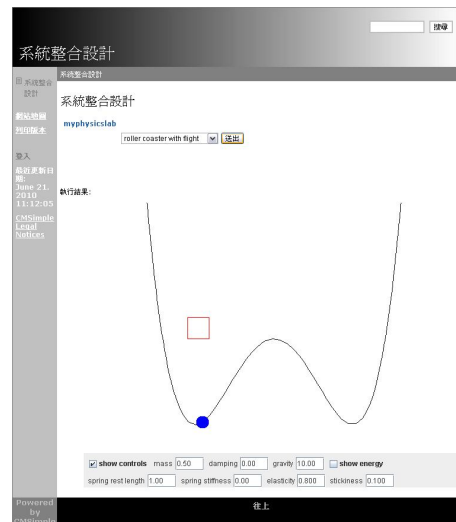 搜尋
系統整合設計
系統整合設計
系統整合
設計
網站地圖
列印版本
登入
最近更新日
期:
June 21,
2010
11:12:05
CMSimple
Legal
Notices
系統整合設計
myphysicslab
roller coaster with flight 送出
執行結果:
show controls mass 0.50 damping 0.00 gravity 10.00 show energy
spring rest length 1.00 spring stiffness 0.00 elasticity 0.800 stickiness 0.100
Powered
by
CMSimple
往上